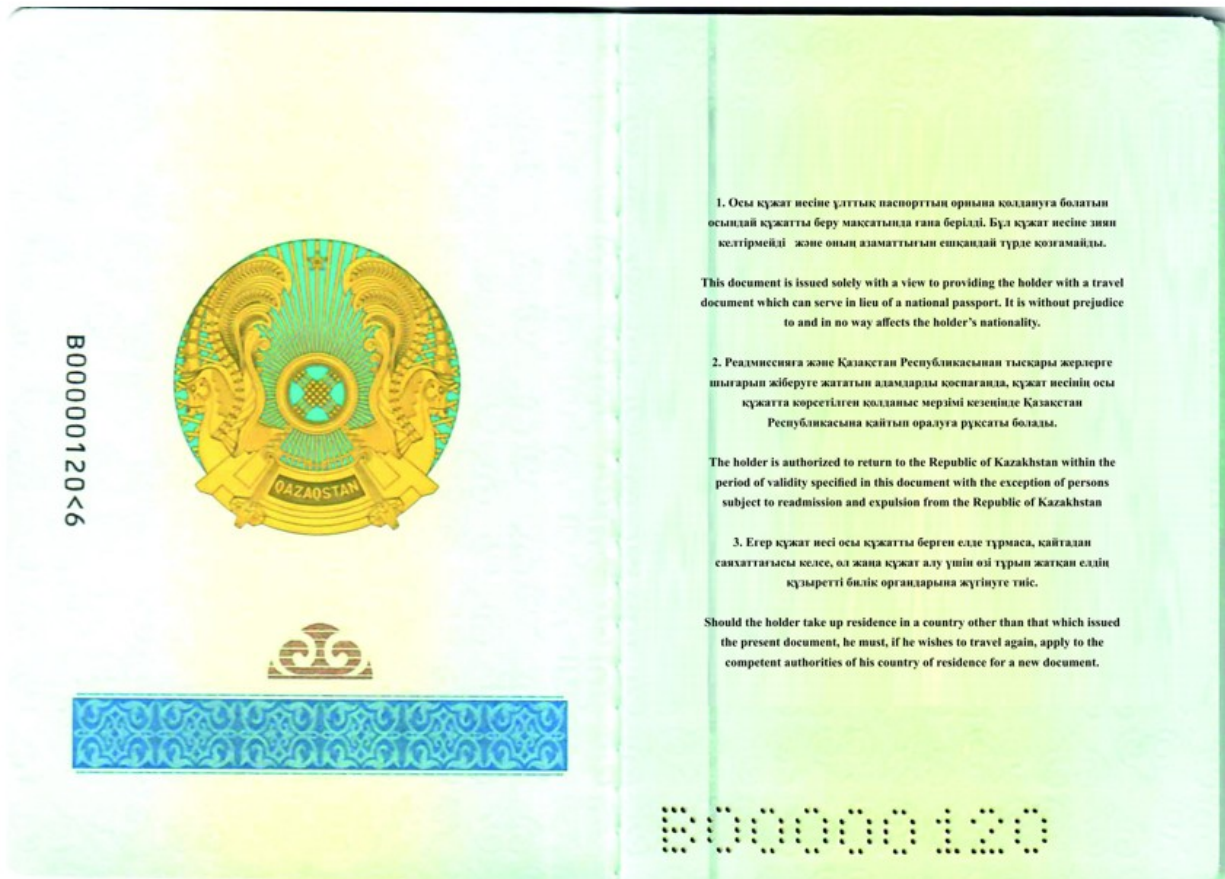 B00000120<6
QAZAQSTAN
1. Осы құжат иесіне ұлттық паспорттың орнына қолдануға болатын
осындай құжатты беру мақсатында ғана берілді. Бұл құжат иесіне зиян
келтірмейді және оның азаматтығын ешқандай түрде қозғамайды.
This document is issued solely with a view to providing the holder with a travel
document which can serve in lieu of a national passport. It is without prejudice
to and in no way affects the holder’s nationality.
2. Реадмиссияға және Қазақстан Республикасынан тысқары жерлерге
шығарып жіберуге жататын адамдарды қоспағанда, құжат иесінің осы
құжатта көрсетілген қолданыс мерзімі кезеңінде Қазақстан
Республикасына қайтып оралуға рұқсаты болады.
The holder is authorized to return to the Republic of Kazakhstan within the
period of validity specified in this document with the exception of persons
subject to readmission and expulsion from the Republic of Kazakhstan
3. Егер құжат иесі осы құжатты берген елде тұрмаса, қайтадан
саяхаттағысы келсе, ол жаңа құжат алу үшін өзі тұрып жатқан елдің
құзыретті билік органдарына жүгінуге тиіс.
Should the holder take up residence in a country other than that which issued
the present document, he must, if he wishes to travel again, apply to the
competent authorities of his country of residence for a new document.
B00000120